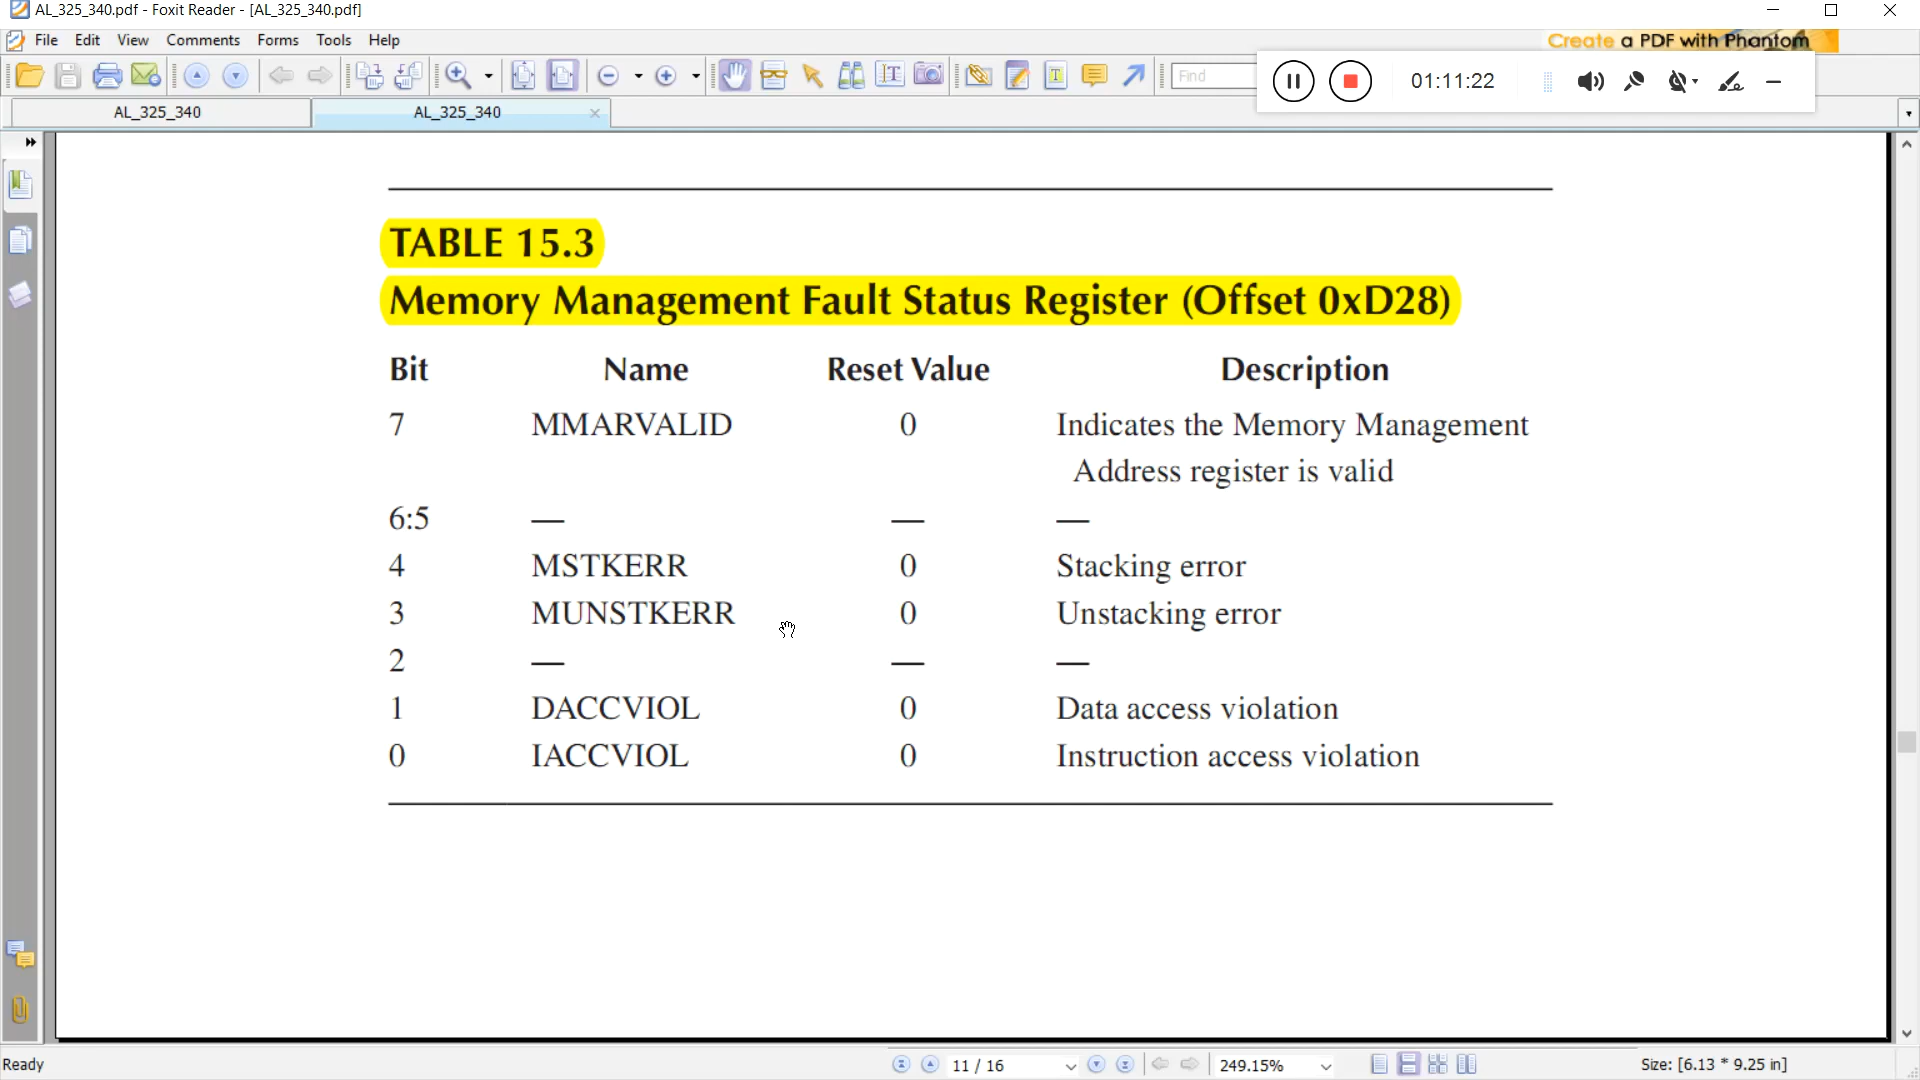 AL_325_340.pdf - Foxit Reader - [AL_325_340.pdf]
File Edit View Comments Forms Tools Help
Create a PDF with Phantom
Find
01:11:22
AL_325_340 AL_325_340
TABLE 15.3
Memory Management Fault Status Register (Offset 0xD28)
Bit Name Reset Value Description
7 MMARVALID 0 Indicates the Memory Management
Address register is valid
6:5 — — —
4 MSTKERR 0 Stacking error
3 MUNSTKERR 0 Unstacking error
2 — — —
1 DACCVIOL 0 Data access violation
0 IACCVIOL 0 Instruction access violation
Ready 11 / 16 249.15% Size: [6.13 * 9.25 in]